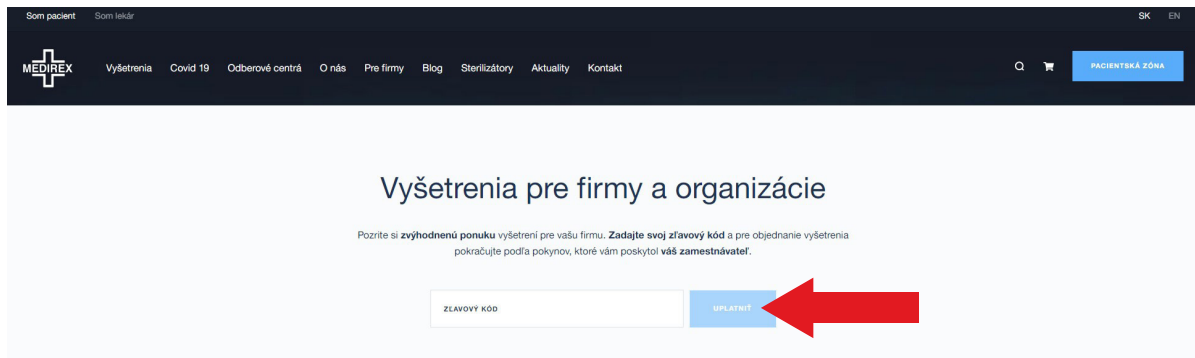 Som pacient Som lekár SK EN
MEDIREX Vyšetrenia Covid 19 Odberové centrá O nás Pre firmy Blog Sterilizátory Aktuality Kontakt PACIENTSKÁ ZÓNA
Vyšetrenia pre firmy a organizácie
Pozrite si zvýhodnenú ponuku vyšetrení pre vašu firmu. Zadajte svoj zľavový kód a pre objednanie vyšetrenia
pokračujte podľa pokynov, ktoré vám poskytol váš zamestnávateľ.
ZĽAVOVÝ KÓD UPLATNIŤ